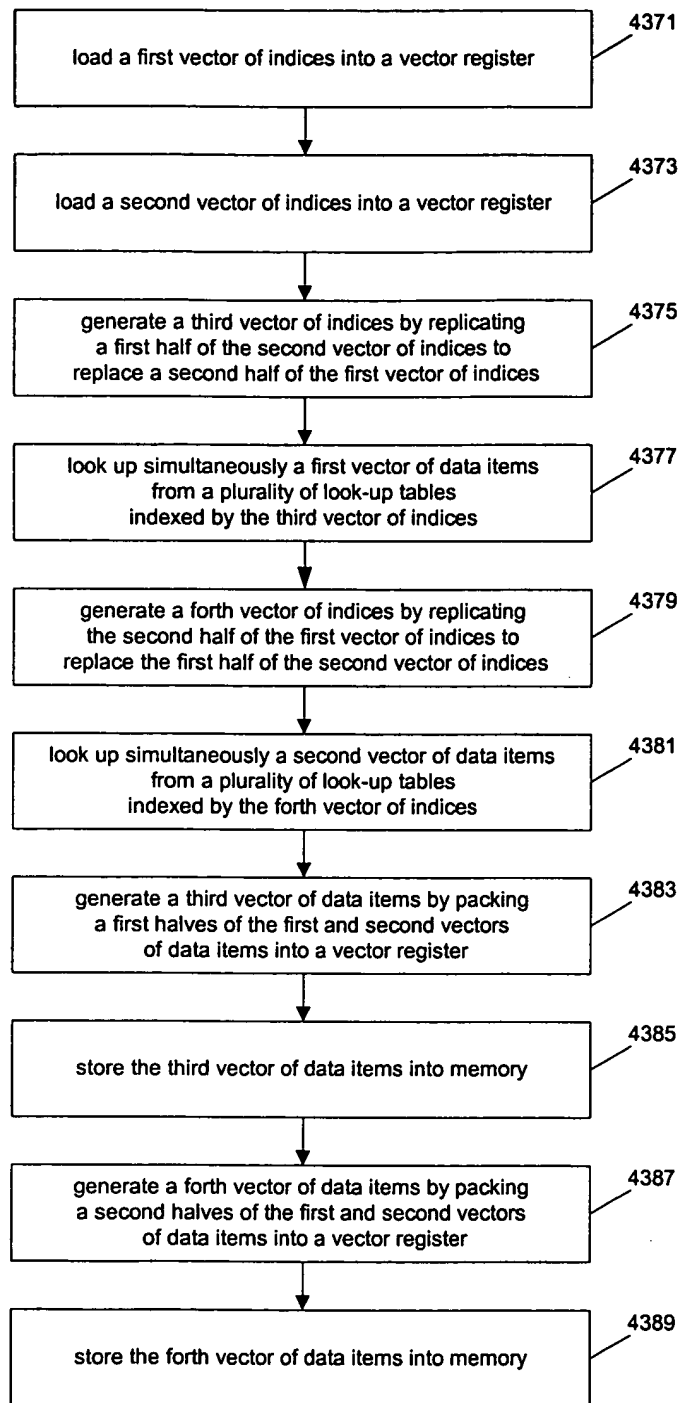 4371
load a first vector of indices into a vector register
4373
load a second vector of indices into a vector register
4375
generate a third vector of indices by replicating
a first half of the second vector of indices to
replace a second half of the first vector of indices
4377
look up simultaneously a first vector of data items
from a plurality of look-up tables
indexed by the third vector of indices
4379
generate a forth vector of indices by replicating
the second half of the first vector of indices to
replace the first half of the second vector of indices
4381
look up simultaneously a second vector of data items
from a plurality of look-up tables
indexed by the forth vector of indices
4383
generate a third vector of data items by packing
a first halves of the first and second vectors
of data items into a vector register
4385
store the third vector of data items into memory
4387
generate a forth vector of data items by packing
a second halves of the first and second vectors
of data items into a vector register
4389
store the forth vector of data items into memory